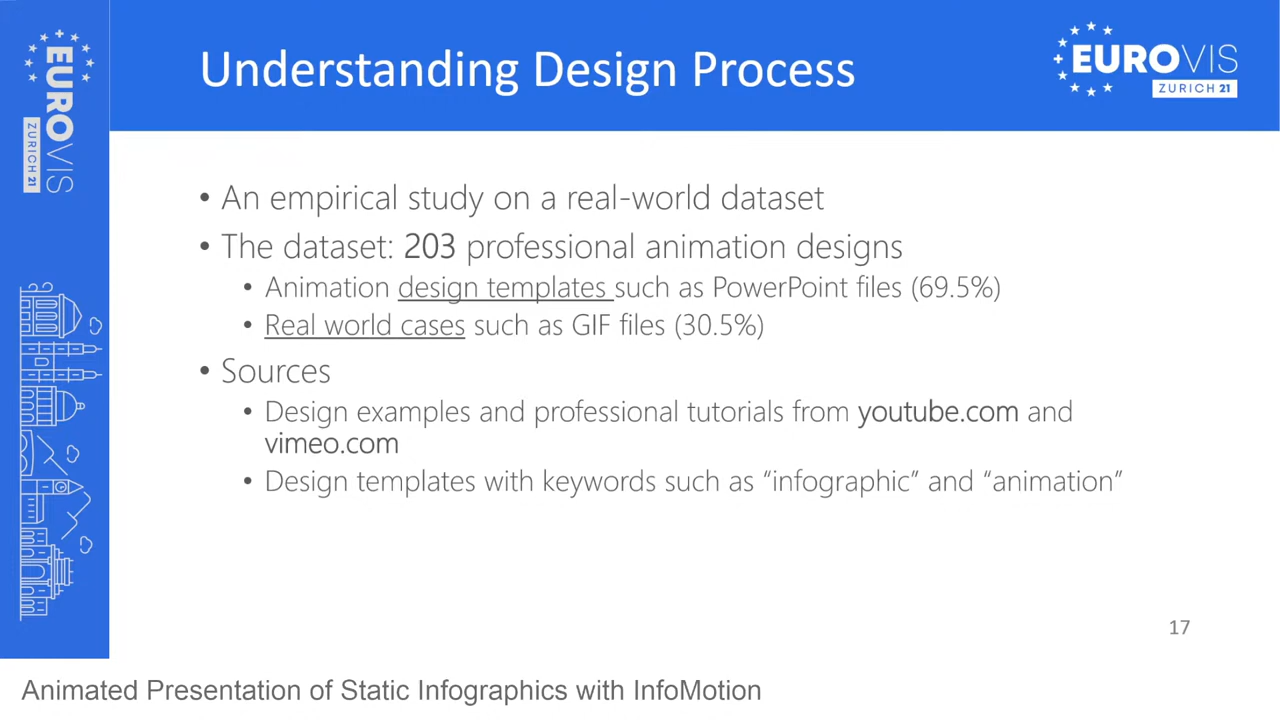 Understanding Design Process
EUROVIS
ZURICH 21
EUROVIS
ZURICH 21
• An empirical study on a real-world dataset
• The dataset: 203 professional animation designs
• Animation design templates such as PowerPoint files (69.5%)
• Real world cases such as GIF files (30.5%)
• Sources
• Design examples and professional tutorials from youtube.com and
vimeo.com
• Design templates with keywords such as “infographic” and “animation”
17
Animated Presentation of Static Infographics with InfoMotion